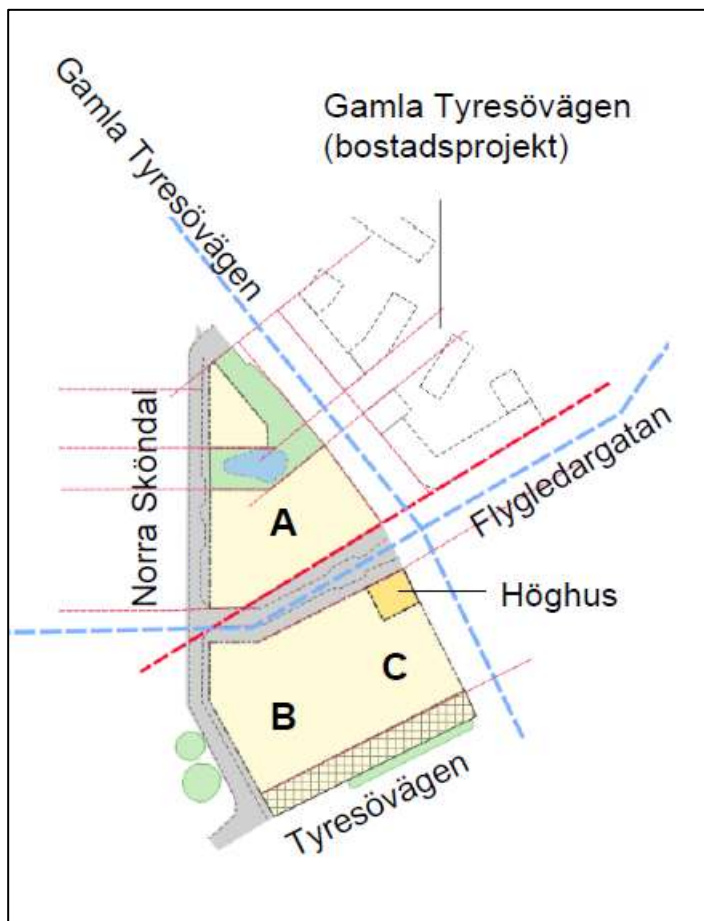 Gamla Tyresövägen
Gamla Tyresövägen
(bostadsprojekt)
Norra Sköndal
Flygledargatan
A
Höghus
C
B
Tyresövägen